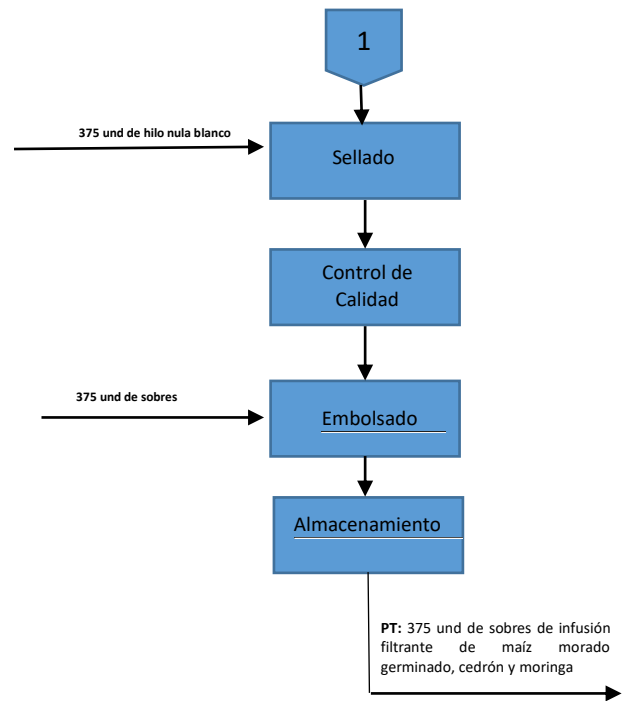 1
375 und de hilo nula blanco
Sellado
Control de
Calidad
375 und de sobres
Embolsado
Almacenamiento
PT: 375 und de sobres de infusión
filtrante de maíz morado
germinado, cedrón y moringa